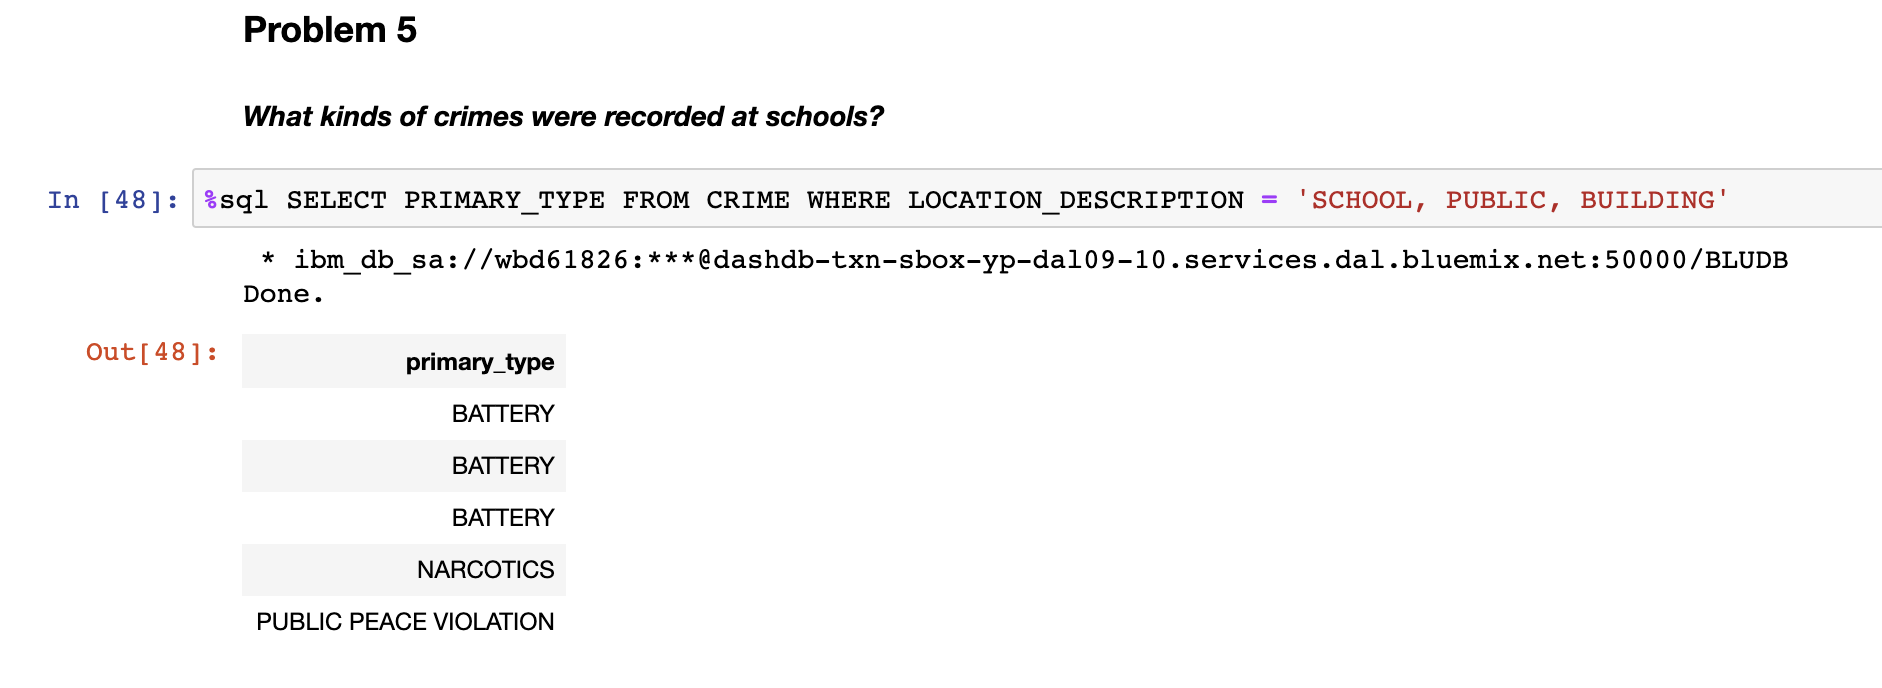 Problem 5
What kinds of crimes were recorded at schools?
In [48]: %sql SELECT PRIMARY_TYPE FROM CRIME WHERE LOCATION_DESCRIPTION = 'SCHOOL, PUBLIC, BUILDING'
* ibm_db_sa://wbd61826:***@dashdb-txn-sbox-yp-dal09-10.services.dal.bluemix.net:50000/BLUDB
Done.
Out[48]: primary_type
BATTERY
BATTERY
BATTERY
NARCOTICS
PUBLIC PEACE VIOLATION